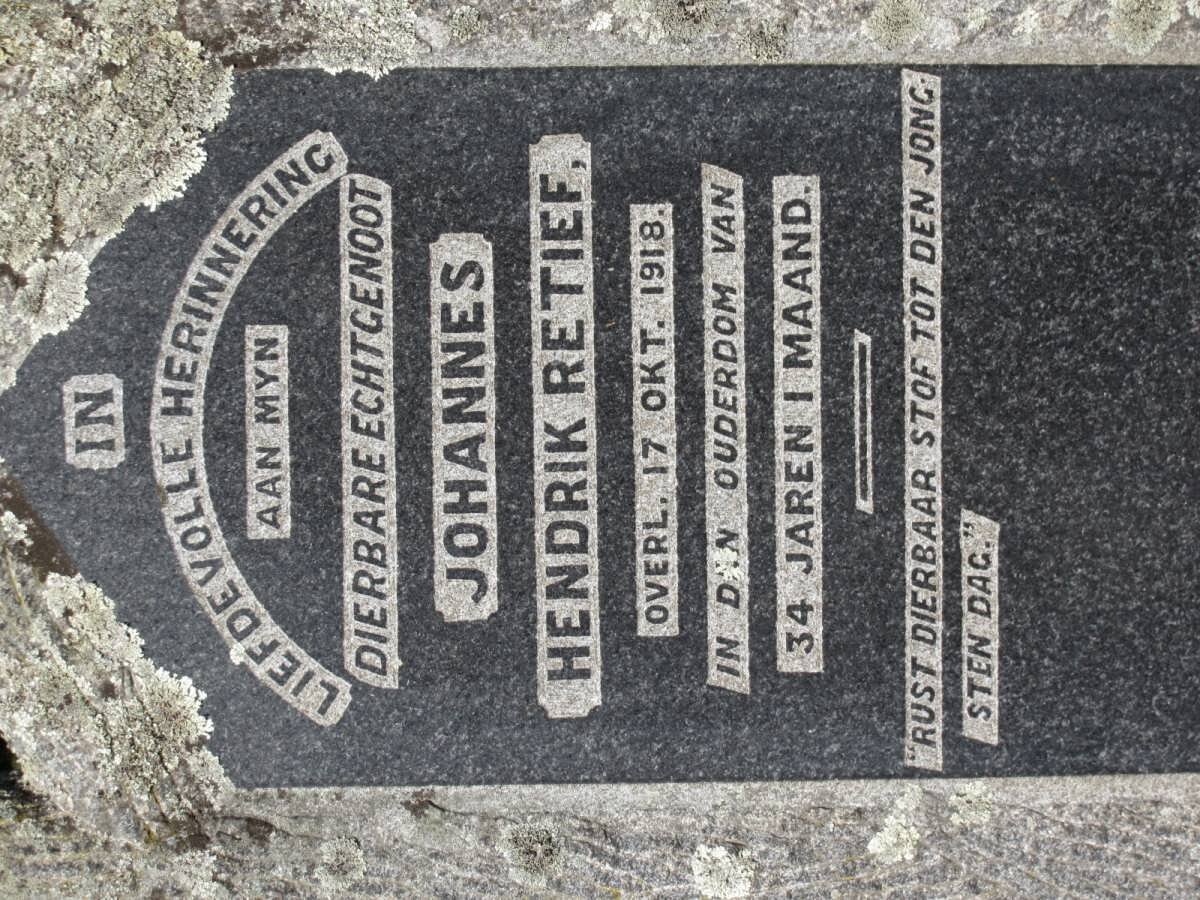 IN
LIEFDEVOLLE HERINNERING
AAN MYN
DIERBARE ECHTGENOOT
JOHANNES
HENDRIK RETIEF,
OVERL. 17 OKT. 1918.
IN DEN OUDERDOM VAN
34 JAREN 1 MAAND.
"RUST DIERBAAR STOF TOT DEN JONG-
STEN DAG."